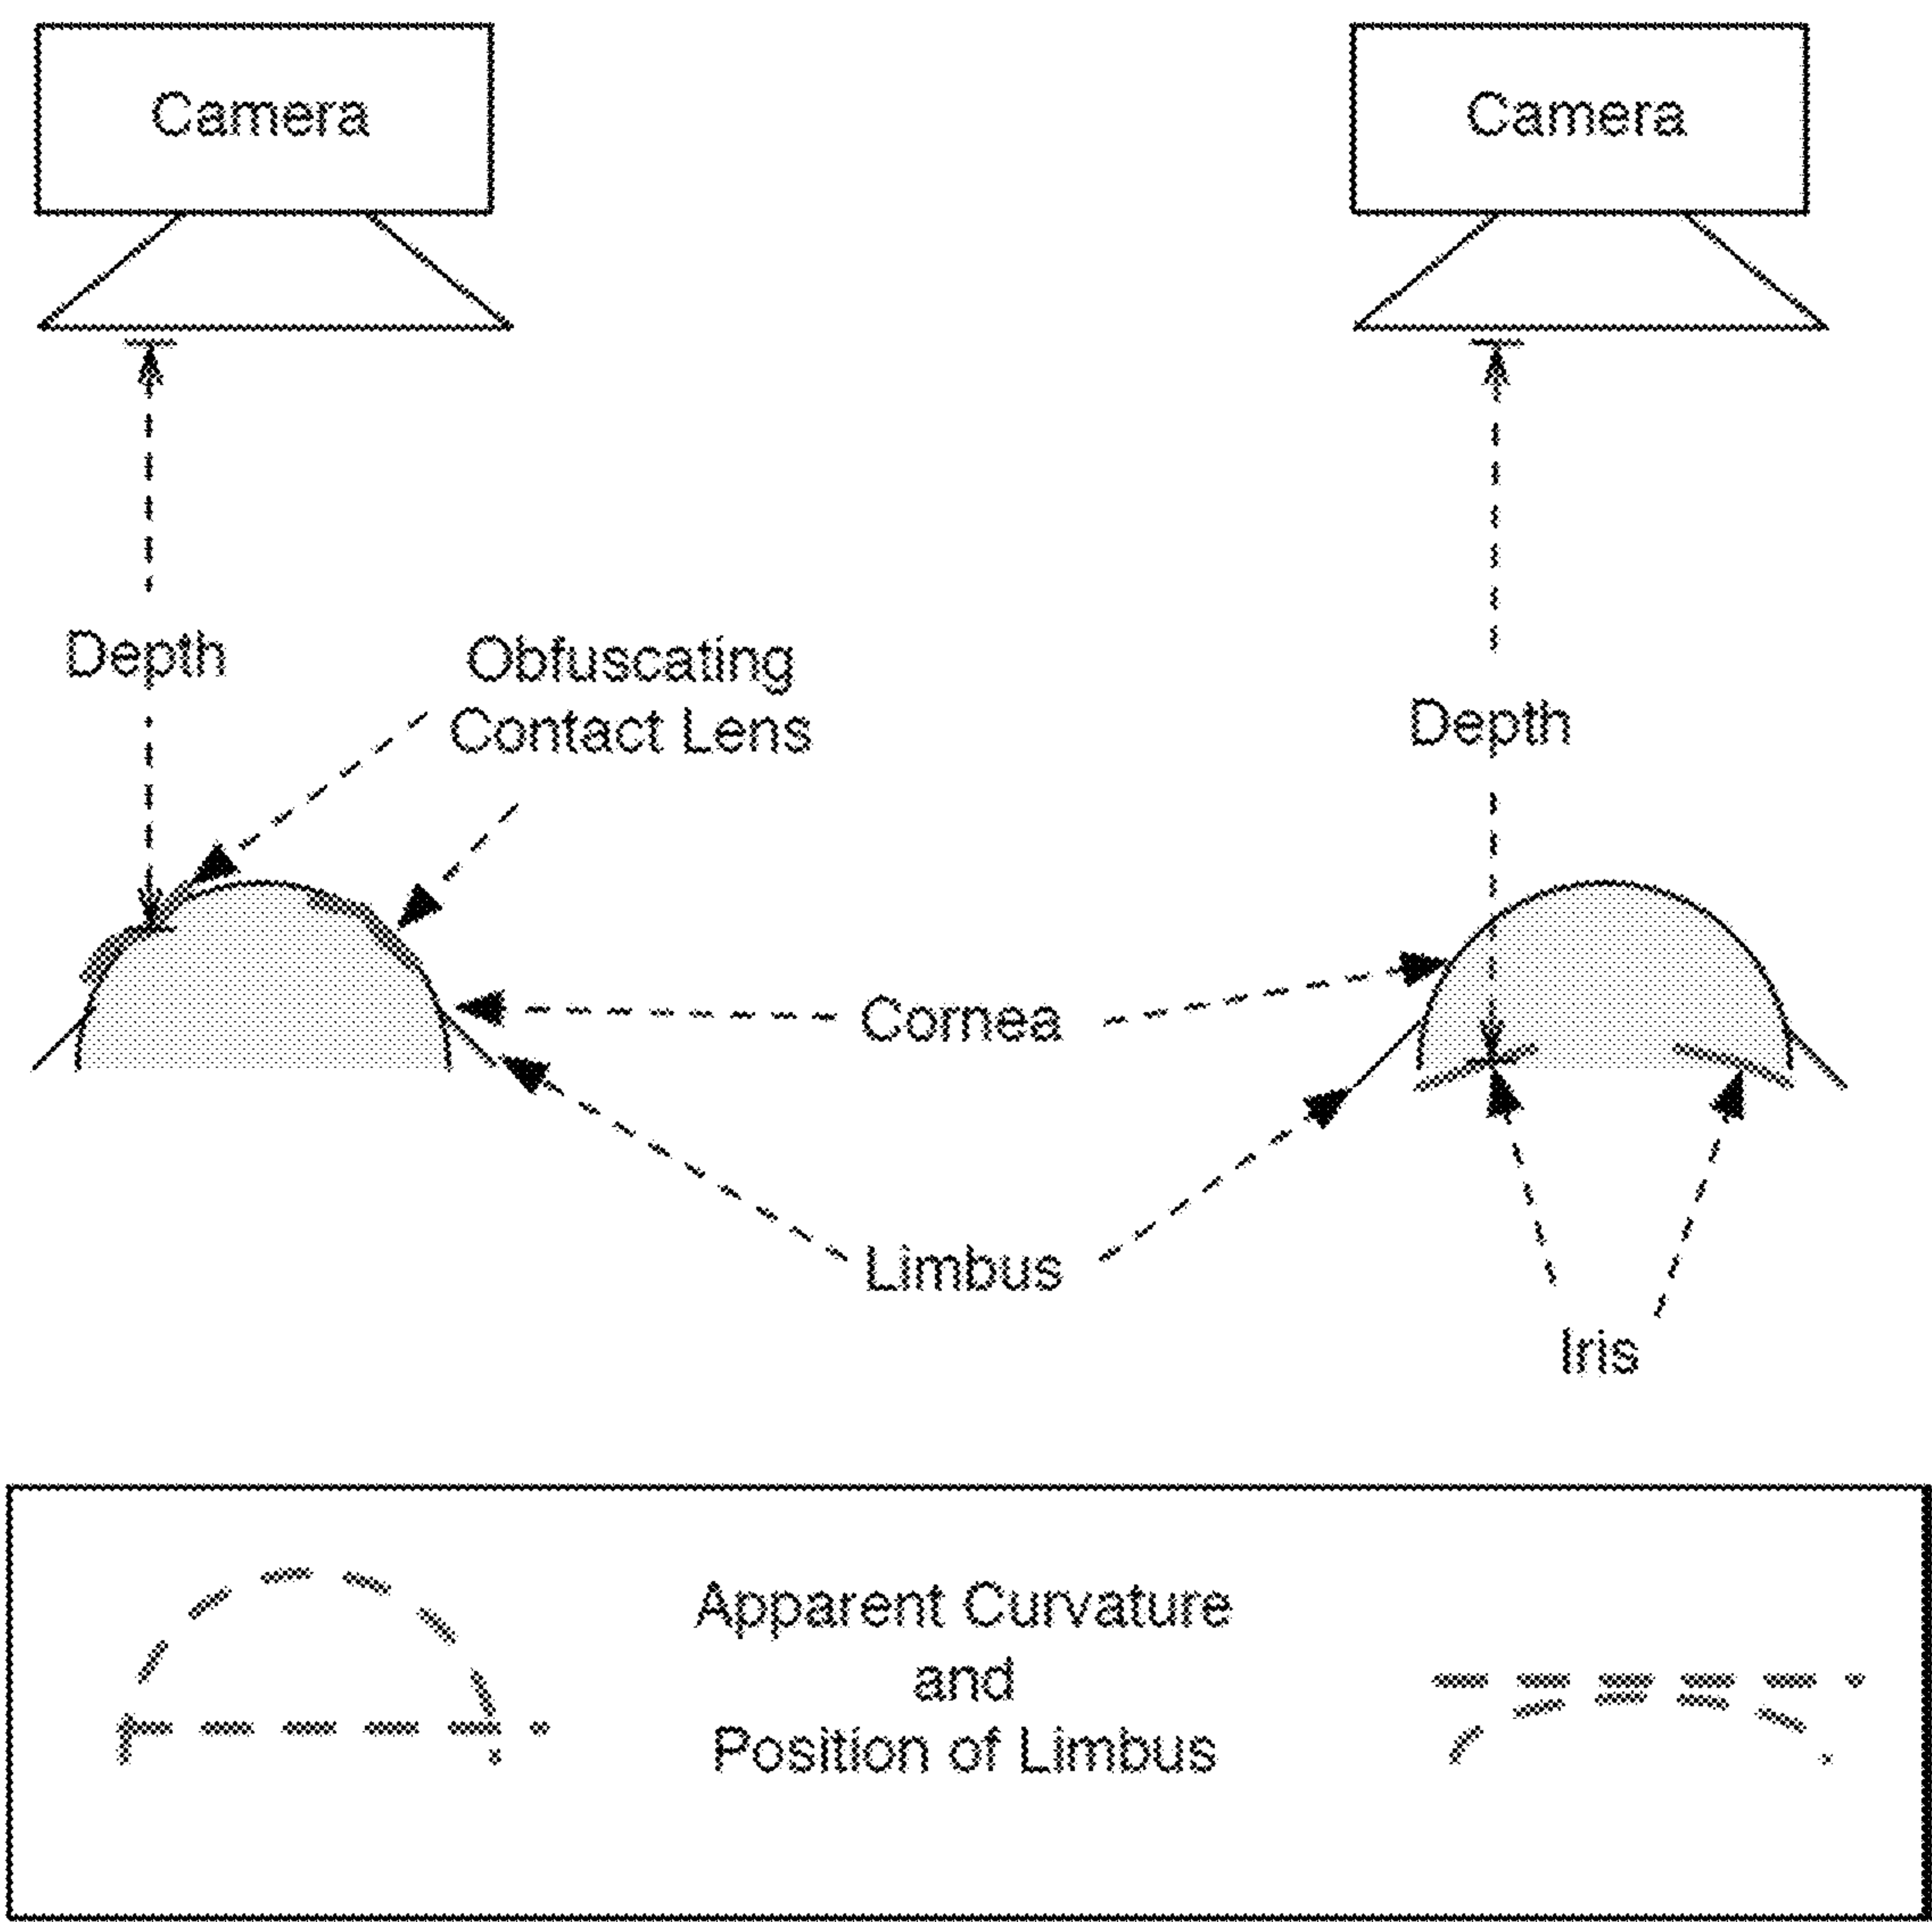 Camera
Camera
Depth
Obfuscating
Contact Lens
Depth
Cornea
Limbus
Iris
Apparent Curvature
and
Position of Limbus